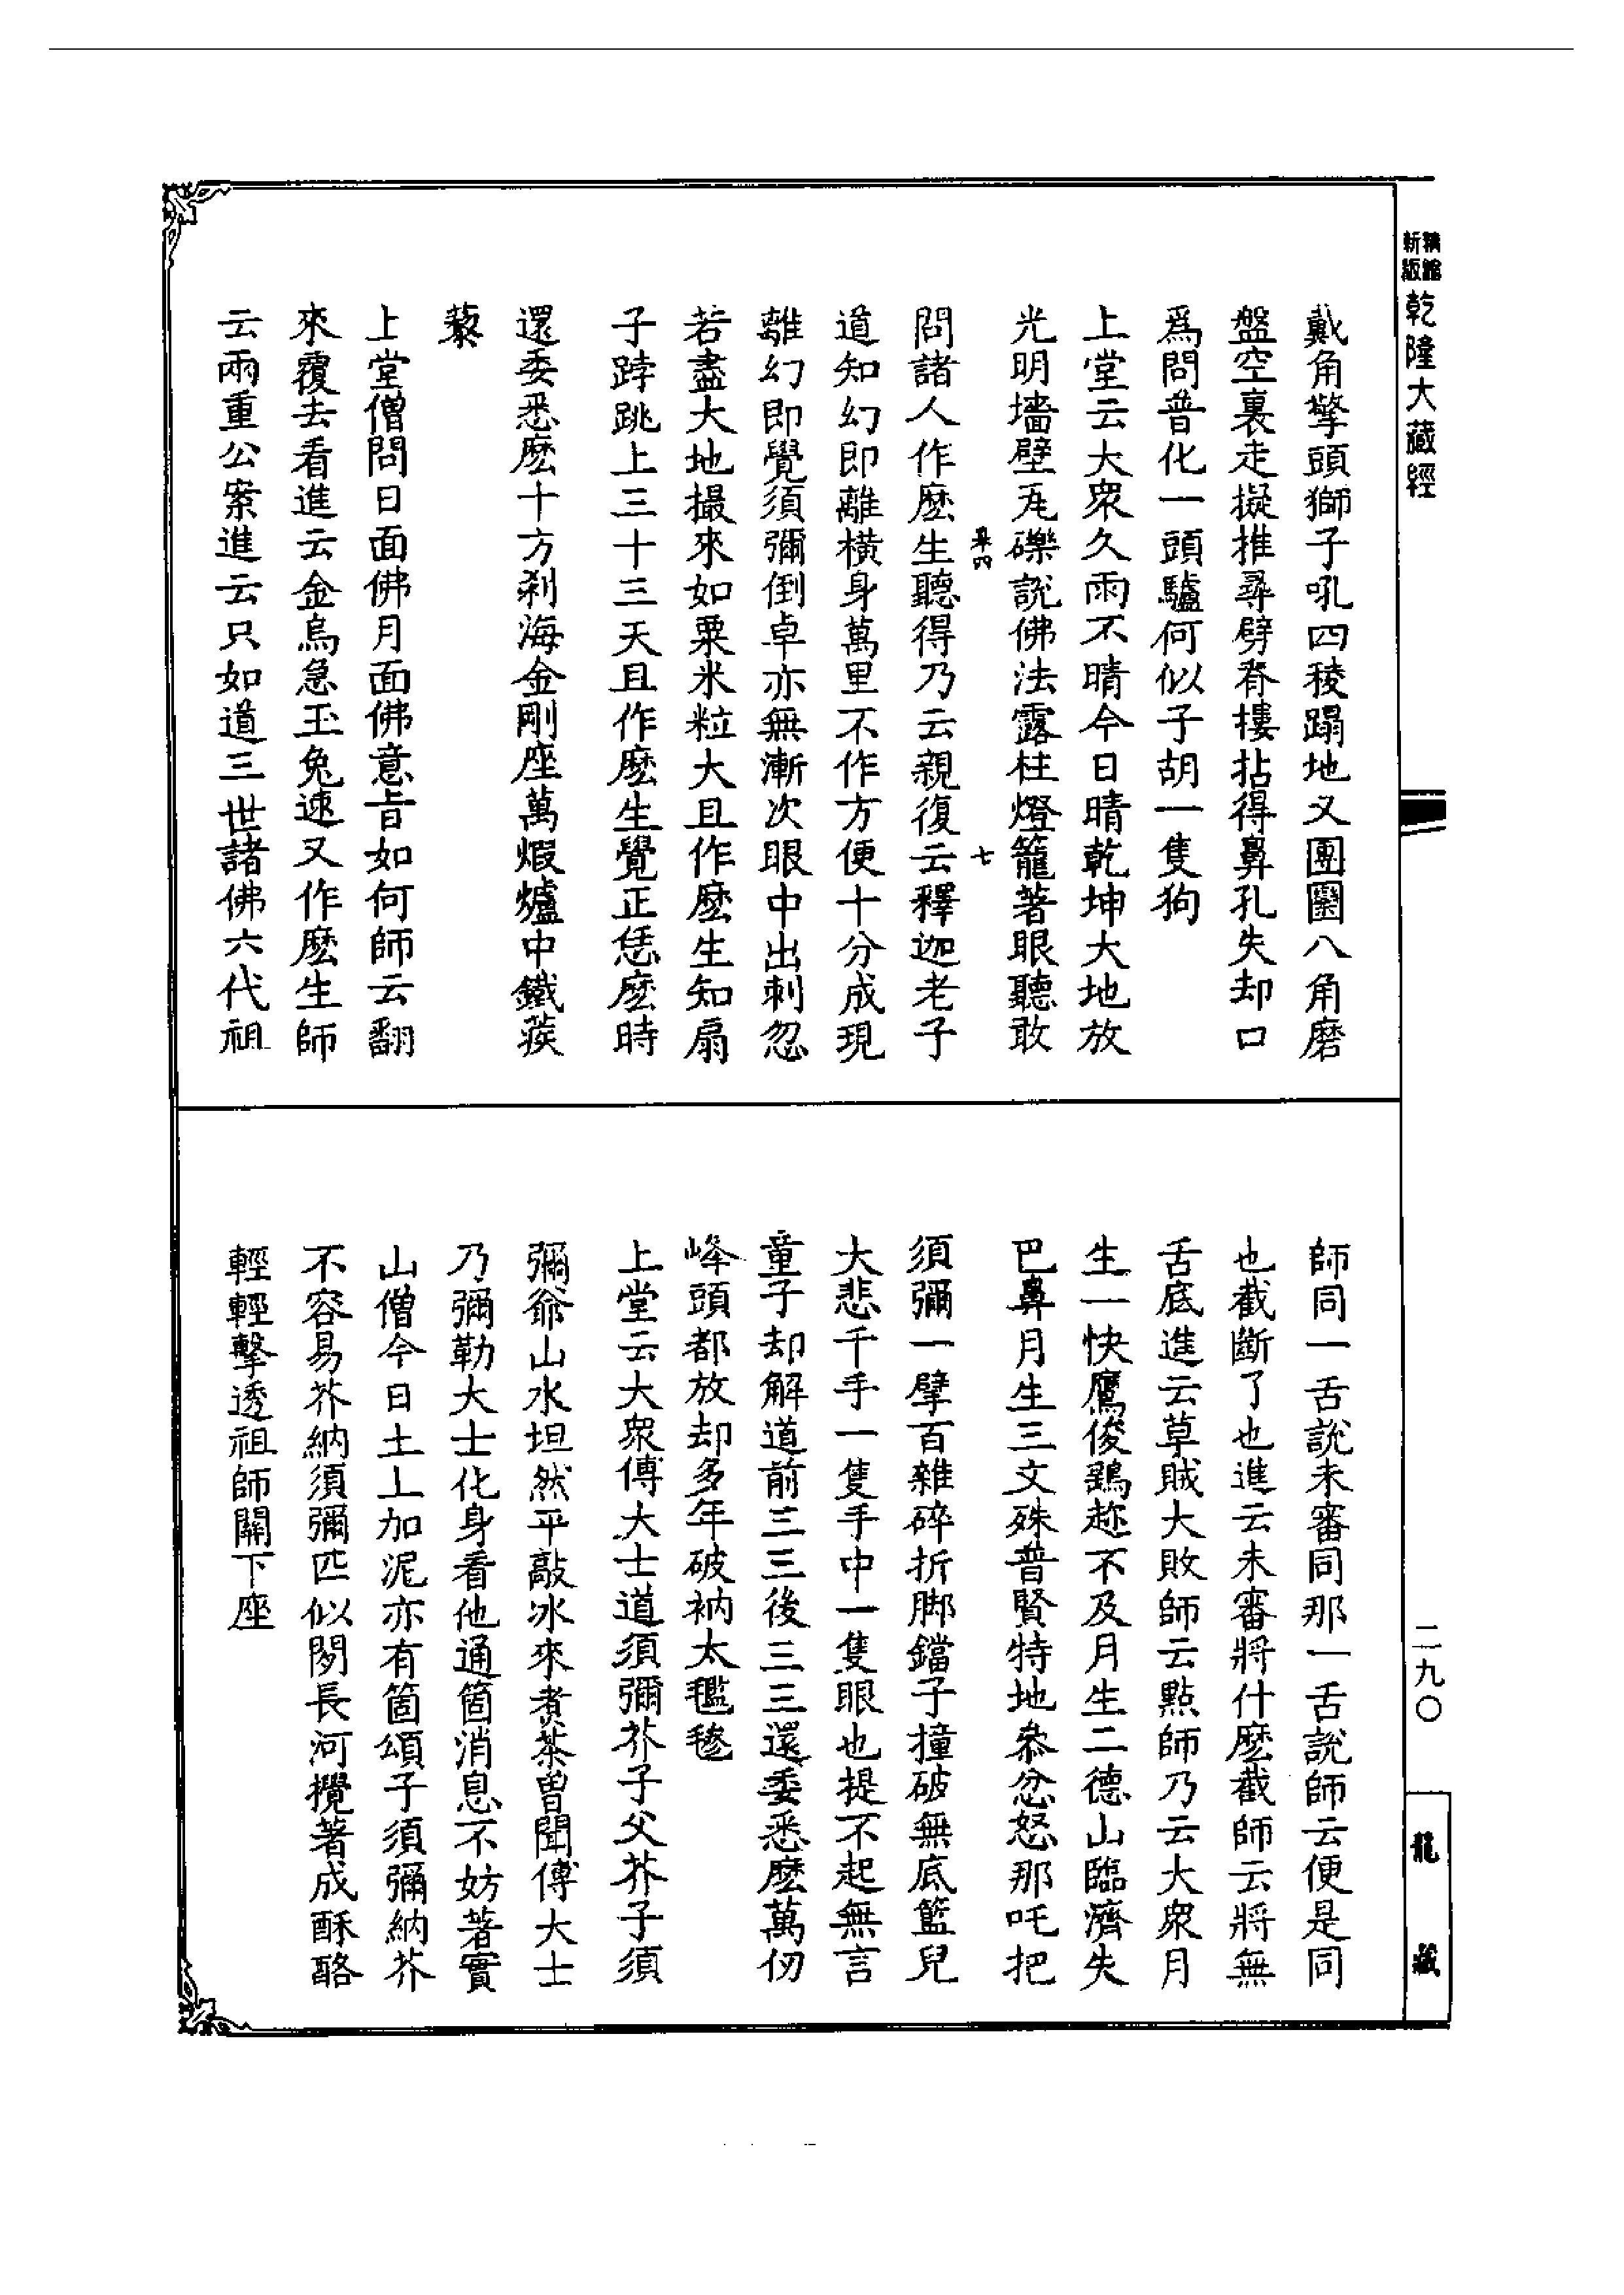 精繕新版 乾隆大藏經
戴角擎頭獅子吼四稜蹋地又團圞八角磨
盤空裏走擬推尋劈脊摟拈得鼻孔失却口
爲問普化一頭驢何似子胡一隻狗
上堂云大衆久雨不晴今日晴乾坤大地放
光明墻壁瓦礫說佛法露柱燈籠著眼聽敢
七
問諸人作麽生聽得乃云親復云釋迦老子
道知幻即離橫身萬里不作方便十分成現
離幻即覺須彌倒卓亦無漸次眼中出刺忽
若盡大地撮來如粟米粒大且作麽生知扇
子踍跳上三十三天且作麽生覺正恁麽時
還委悉麽十方刹海金剛座萬煆爐中鐵蒺
藜
上堂僧問日面佛月面佛意旨如何師云翻
來覆去看進云金烏急玉兔速又作麽生師
云兩重公案進云只如道三世諸佛六代祖
師同一舌說未審同那一舌說師云便是同
也截斷了也進云未審將什麽截師云將無
舌底進云草賊大敗師云點師乃云大衆月
生一快鷹俊鷂趂不及月生二德山臨濟失
巴鼻月生三文殊普賢特地叅忿怒那吒把
須彌一擘百雜碎折脚鐺子撞破無底籃兒
大悲千手一隻手中一隻眼也提不起無言
童子却解道前三三後三三還委悉麽萬仞
峰頭都放却多年破衲太𣰦毿
上堂云大衆傅大士道須彌芥子父芥子須
彌爺山水坦然平敲冰來煮茶曽聞傅大士
乃彌勒大士化身看他通箇消息不妨著實
山僧今日土上加泥亦有箇頌子須彌納芥
不容易芥納須彌匹似閒長河攪著成酥酪
輕輕擊透祖師關下座
二九〇
龍藏